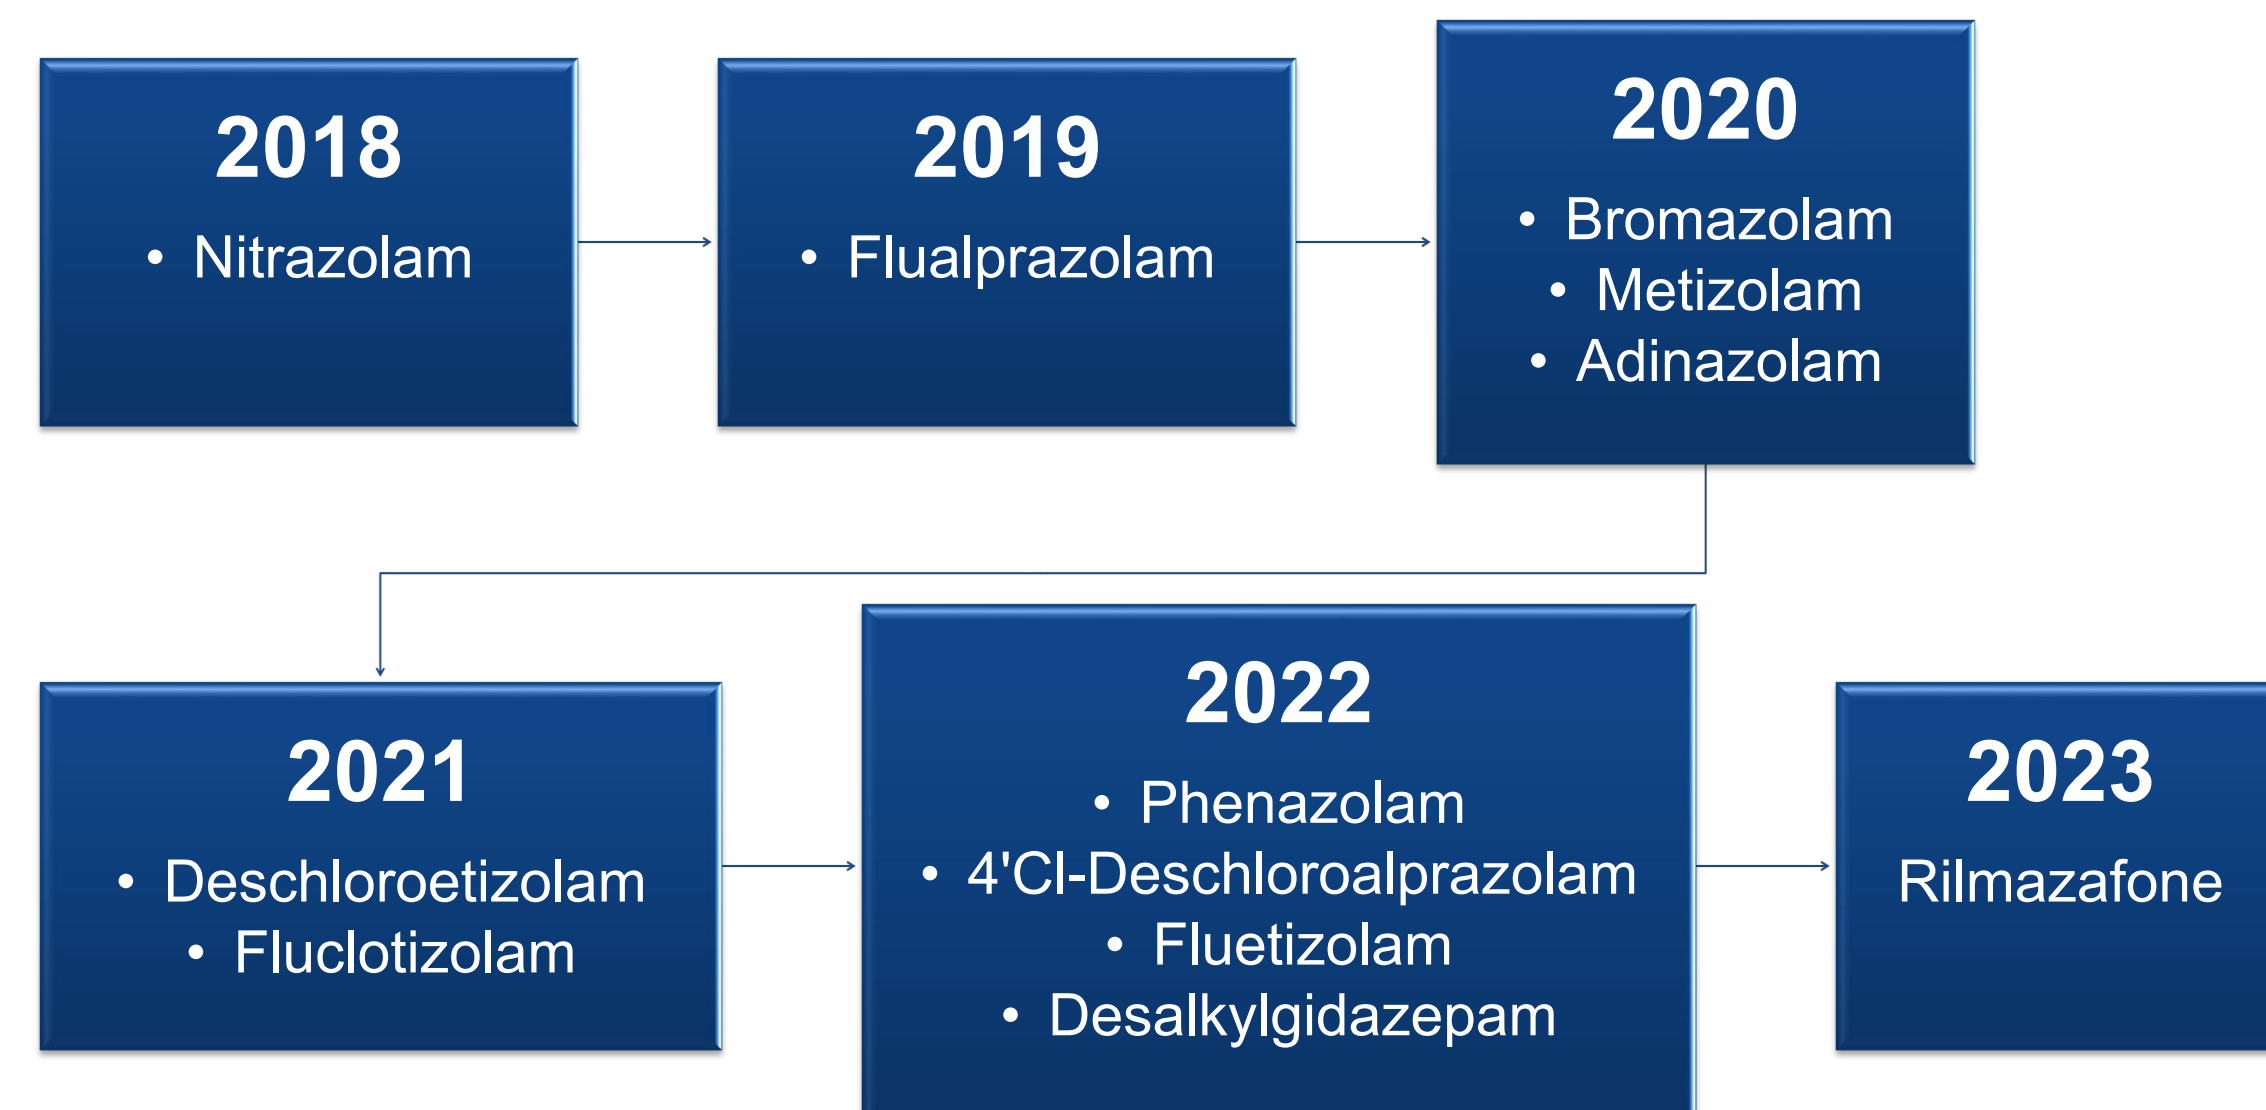 2018
• Nitrazolam
2019
• Flualprazolam
2020
• Bromazolam
• Metizolam
• Adinazolam
2021
• Deschloroetizolam
• Fluclotizolam
2022
• Phenazolam
• 4'Cl-Deschloroalprazolam
• Fluetizolam
• Desalkylgidazepam
2023
Rilmazafone